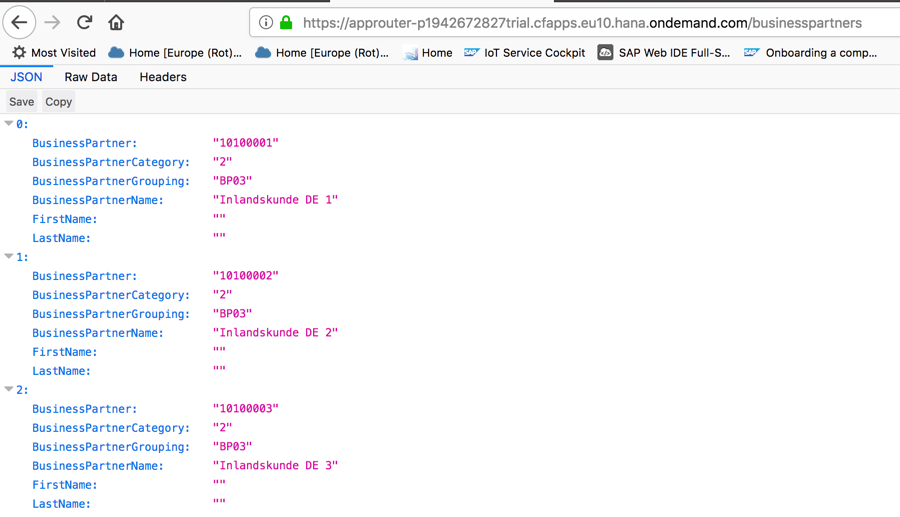 https://approuter-p1942672827trial.cfapps.eu10.hana.ondemand.com/businesspartners
Most Visited Home [Europe (Rot)... Home [Europe (Rot)... Home IoT Service Cockpit SAP Web IDE Full-S... Onboarding a comp...
JSON Raw Data Headers
Save Copy
0:
BusinessPartner: "10100001"
BusinessPartnerCategory: "2"
BusinessPartnerGrouping: "BP03"
BusinessPartnerName: "Inlandskunde DE 1"
FirstName: ""
LastName: ""
1:
BusinessPartner: "10100002"
BusinessPartnerCategory: "2"
BusinessPartnerGrouping: "BP03"
BusinessPartnerName: "Inlandskunde DE 2"
FirstName: ""
LastName: ""
2:
BusinessPartner: "10100003"
BusinessPartnerCategory: "2"
BusinessPartnerGrouping: "BP03"
BusinessPartnerName: "Inlandskunde DE 3"
FirstName: ""
LastName: ""